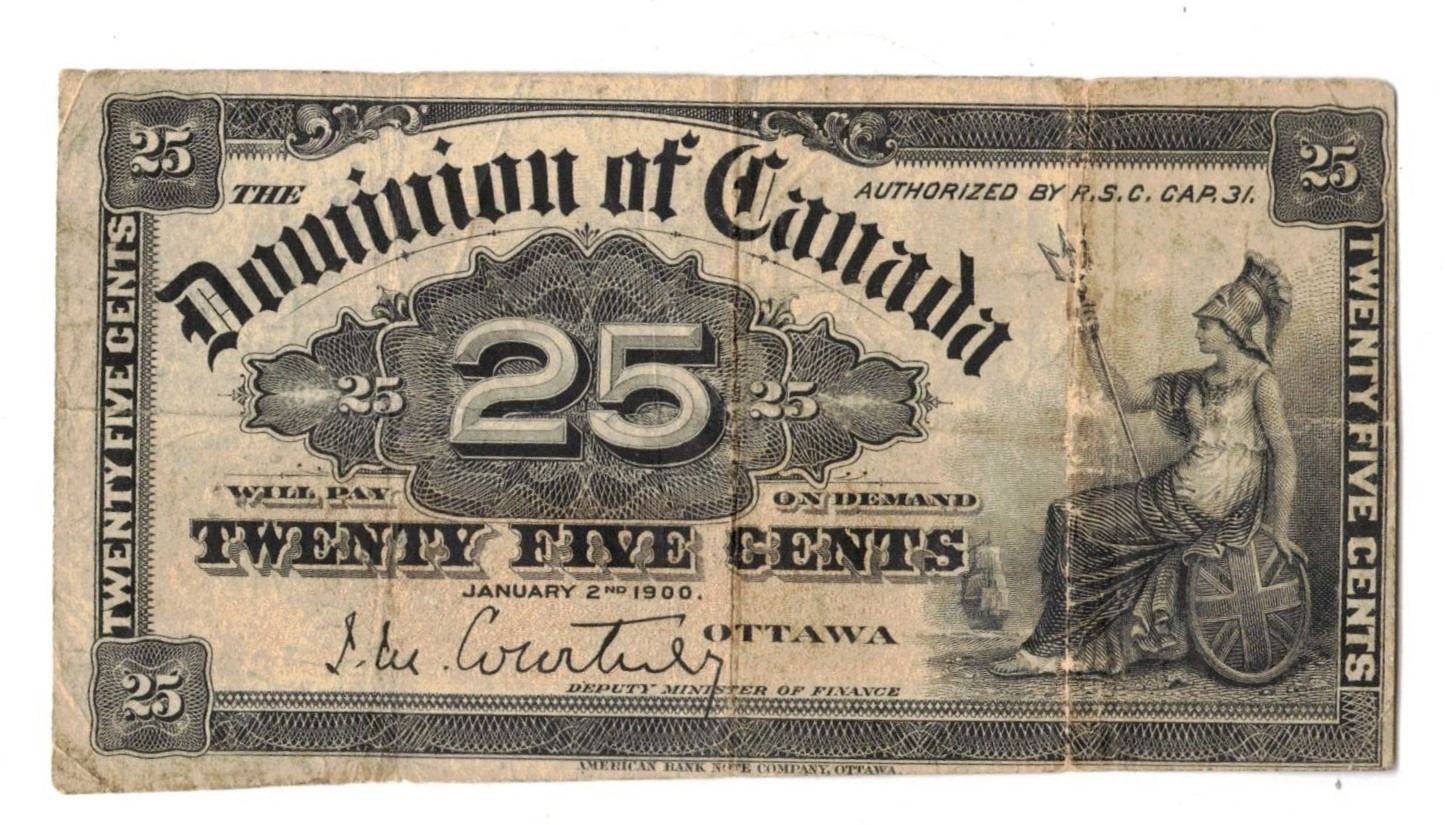 25
25
THE
Dominion of Canada
AUTHORIZED BY R.S.C. CAP. 31.
TWENTY FIVE CENTS
25
25
25
TWENTY FIVE CENTS
WILL PAY
ON DEMAND
TWENTY FIVE CENTS
JANUARY 2ND 1900.
J. M. Courtney
OTTAWA
DEPUTY MINISTER OF FINANCE
25
AMERICAN BANK NOTE COMPANY, OTTAWA.